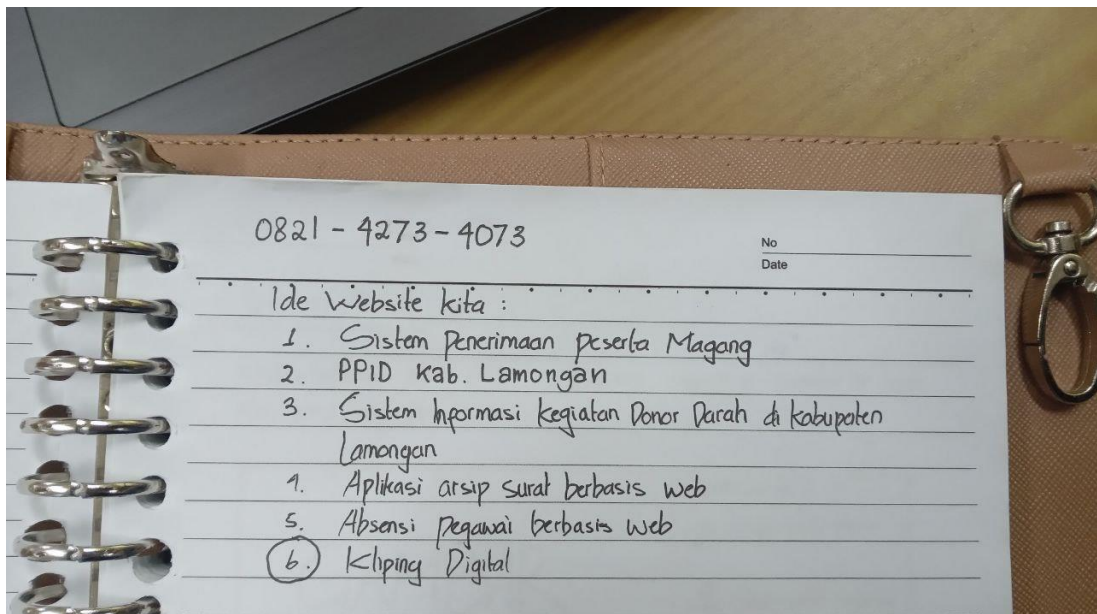 0821 - 4273 - 4073
No
Date
Ide Website kita :
1. Sistem Penerimaan peserta Magang
2. PPID Kab. Lamongan
3. Sistem Informasi kegiatan Donor Darah di kabupaten
Lamongan
4. Aplikasi arsip surat berbasis web
5. Absensi pegawai berbasis web
6. Kliping Digital